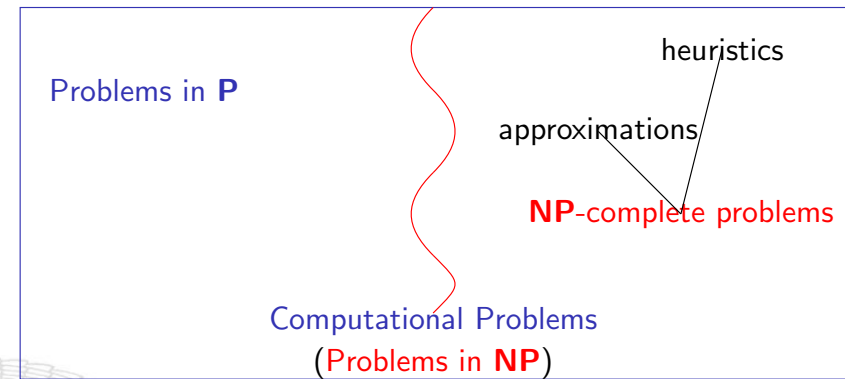 heuristics
Problems in P
approximations
NP-complete problems
Computational Problems
(Problems in NP)